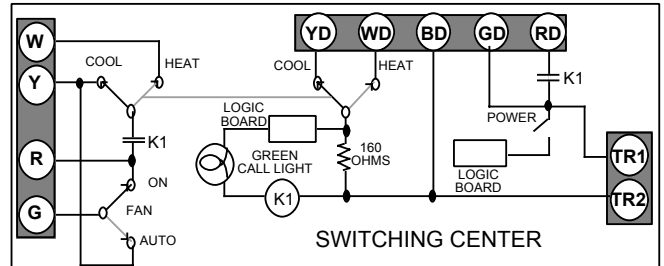 W
Y
R
G
COOL
HEAT
K1
ON
FAN
AUTO
YD
WD
BD
GD
RD
COOL
HEAT
K1
LOGIC
BOARD
GREEN
CALL LIGHT
160
OHMS
K1
POWER
LOGIC
BOARD
TR1
TR2
SWITCHING CENTER